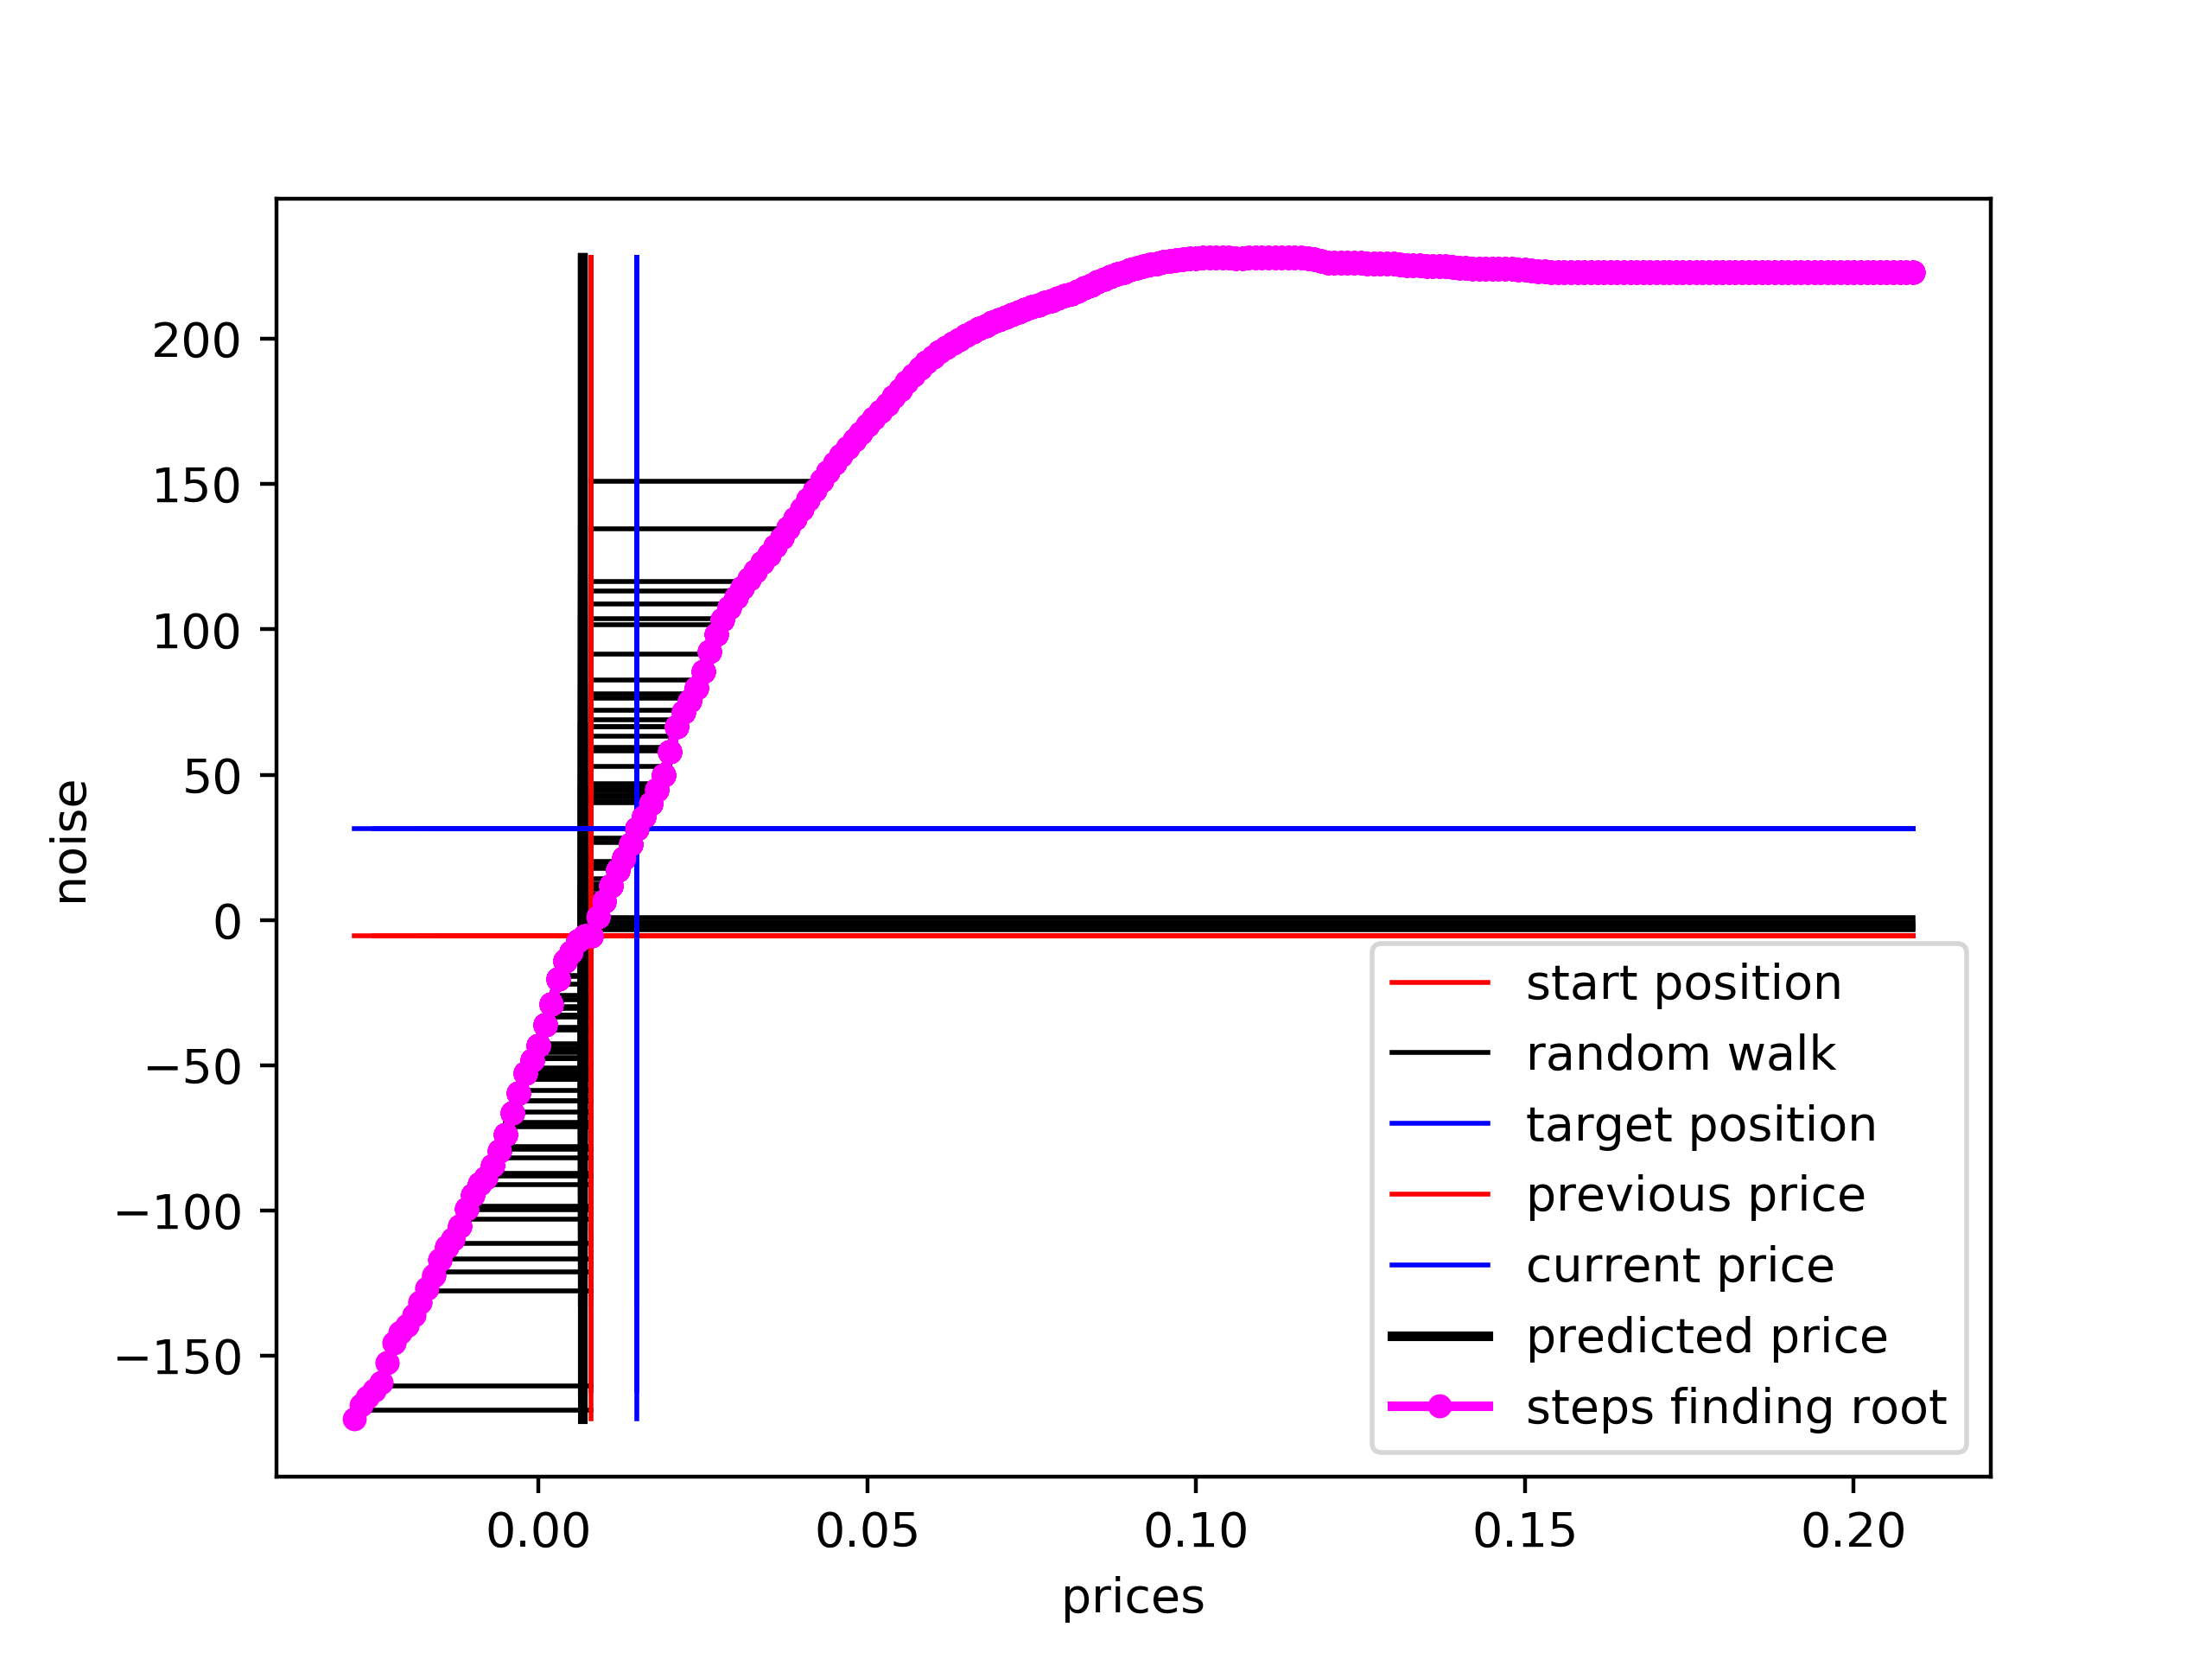 200
150
100
50
0
−50
−100
−150
noise
0.00 0.05 0.10 0.15 0.20
prices
start position
random walk
target position
previous price
current price
predicted price
steps finding root